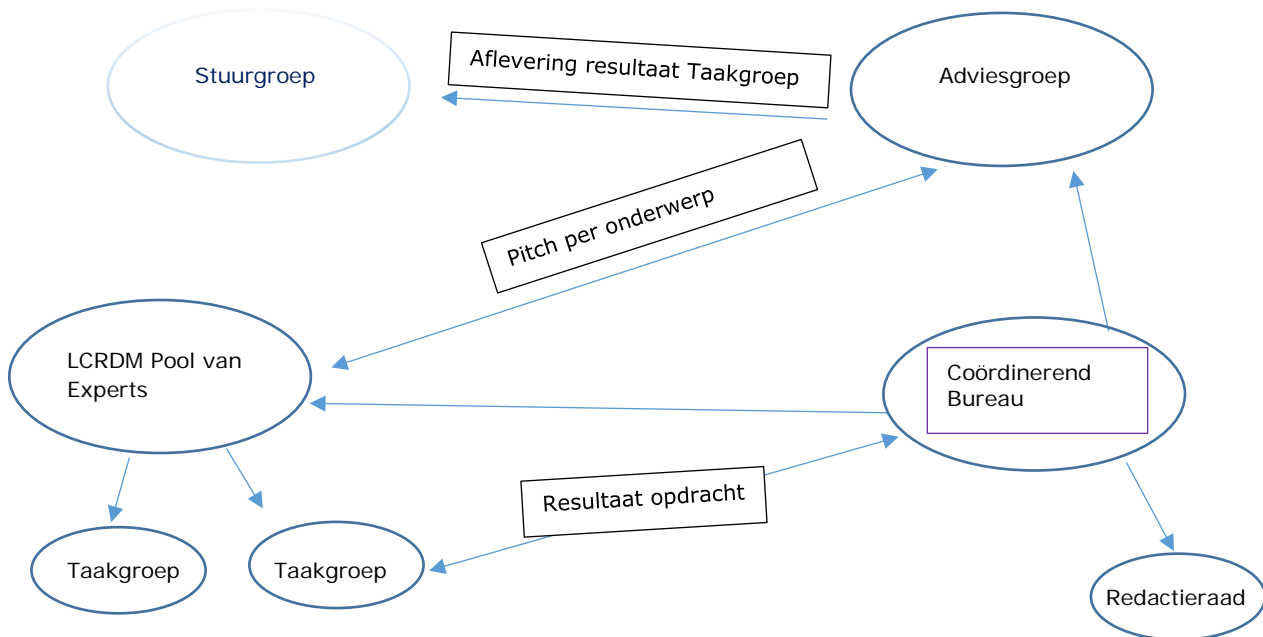 Stuurgroep
Aflevering resultaat Taakgroep
Adviesgroep
Pitch per onderwerp
LCRDM Pool van
Experts
Coördinerend
Bureau
Resultaat opdracht
Taakgroep
Taakgroep
Redactieraad